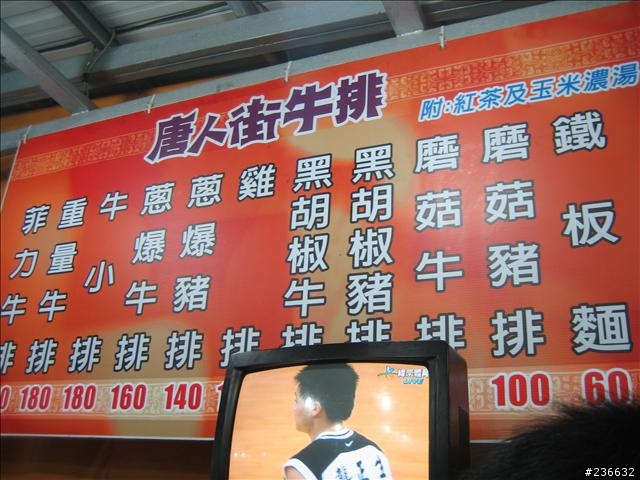 唐人街牛排
附:紅茶及玉米濃湯
鐵板麵 60
磨菇豬排 100
磨菇牛排
黑胡椒豬排
黑胡椒牛排
雞排
蔥爆豬排 140
蔥爆牛排 160
牛小排 180
重量牛排 180
菲力牛排
LIVE
#236632